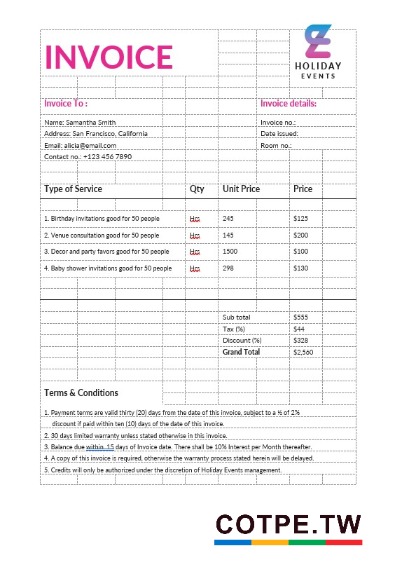 INVOICE
HOLIDAY
EVENTS
Invoice To :
Invoice details:
Name: Samantha Smith
Invoice no.:
Address: San Francisco, California
Date issued:
Email: alicia@email.com
Room no.:
Contact no.: +123 456 7890
Type of Service Qty Unit Price Price
1. Birthday invitations good for 50 people Hrs 245 $125
2. Venue consultation good for 50 people Hrs 145 $200
3. Decor and party favors good for 50 people Hrs 1500 $100
4. Baby shower invitations good for 50 people Hrs 298 $130
Sub total $555
Tax (%) $44
Discount (%) $328
Grand Total $2,560
Terms & Conditions
1. Payment terms are valid thirty (20) days from the date of this invoice, subject to a ½ of 2%
discount if paid within tan (10) days of the date of this invoice.
2. 30 days limited warranty unless stated otherwise in this invoice.
3. Balance due within 15 days of Invoice date. There shall be 10% Interest per Month thereafter.
4. A copy of this invoice is required, otherwise the warranty process stated herein will be delayed.
5. Credits will only be authorized under the discretion of Holiday Events management.
COTPE.TW